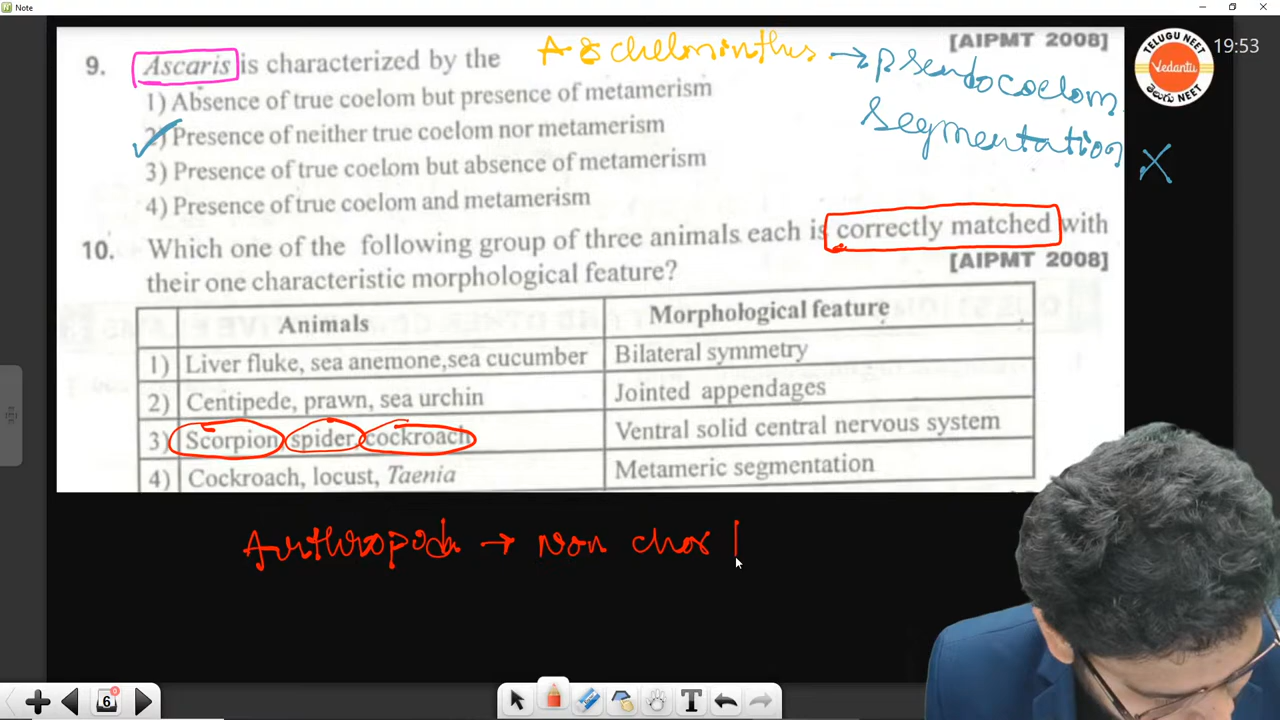 Note
9. Ascaris is characterized by the [AIPMT 2008]
Aschelminthus → pseudocoelom
Segmentation X
1) Absence of true coelom but presence of metamerism
2) Presence of neither true coelom nor metamerism
3) Presence of true coelom but absence of metamerism
4) Presence of true coelom and metamerism
TELUGU NEET
Vedantu
తెలుగు NEET
19:53
10. Which one of the following group of three animals each is correctly matched with
their one characteristic morphological feature? [AIPMT 2008]
Animals Morphological feature
1) Liver fluke, sea anemone,sea cucumber Bilateral symmetry
2) Centipede, prawn, sea urchin Jointed appendages
3) Scorpion, spider, cockroach Ventral solid central nervous system
4) Cockroach, locust, Taenia Metameric segmentation
Arthropoda → Non chor
6
0
T